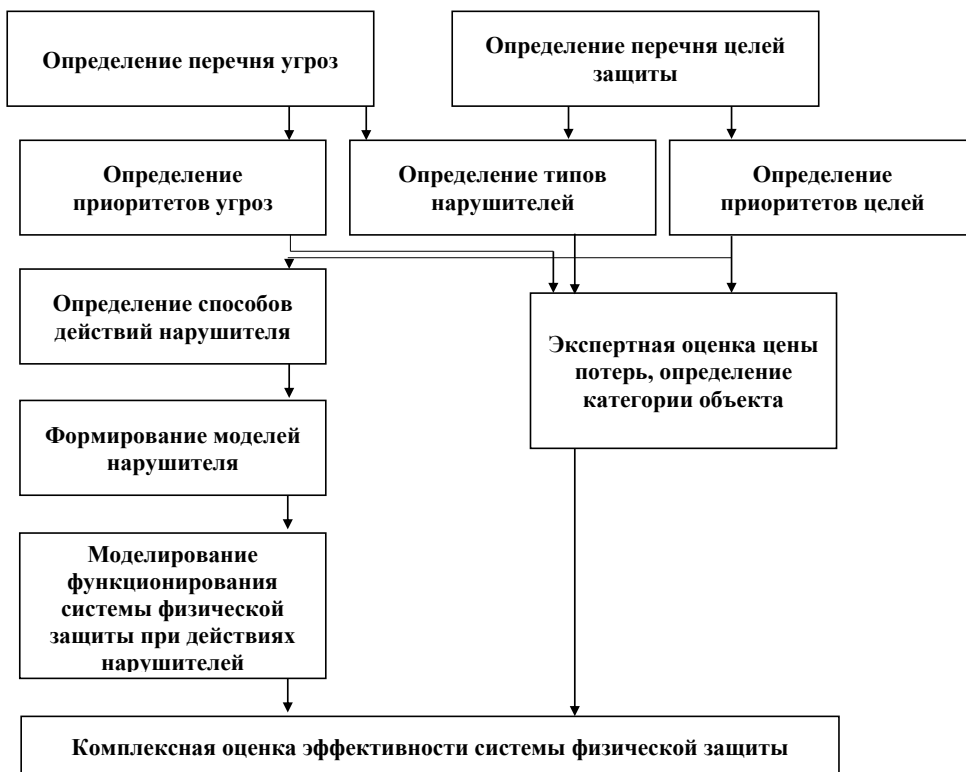 Определение перечня угроз
Определение перечня целей
защиты
Определение
приоритетов угроз
Определение типов
нарушителей
Определение
приоритетов целей
Определение способов
действий нарушителя
Экспертная оценка цены
потерь, определение
категории объекта
Формирование моделей
нарушителя
Моделирование
функционирования
системы физической
защиты при действиях
нарушителей
Комплексная оценка эффективности системы физической защиты